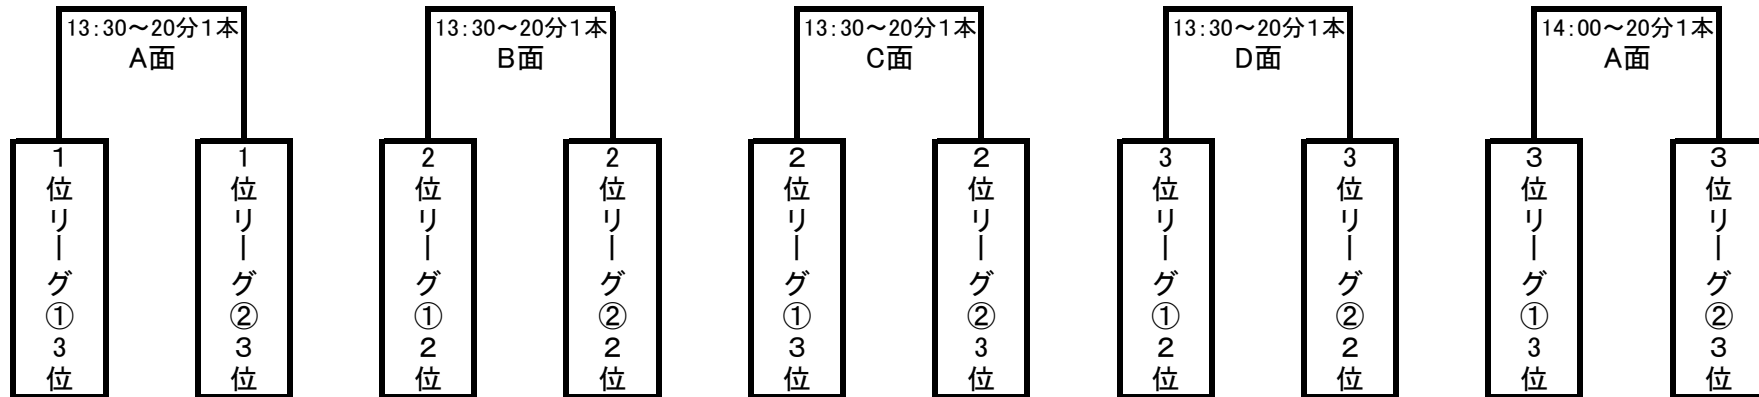 13:30～20分1本
A面
13:30～20分1本
B面
13:30～20分1本
C面
13:30～20分1本
D面
14:00～20分1本
A面
1位リーグ①3位
1位リーグ②3位
2位リーグ①2位
2位リーグ②2位
2位リーグ①3位
2位リーグ②3位
3位リーグ①2位
3位リーグ②2位
3位リーグ①3位
3位リーグ②3位